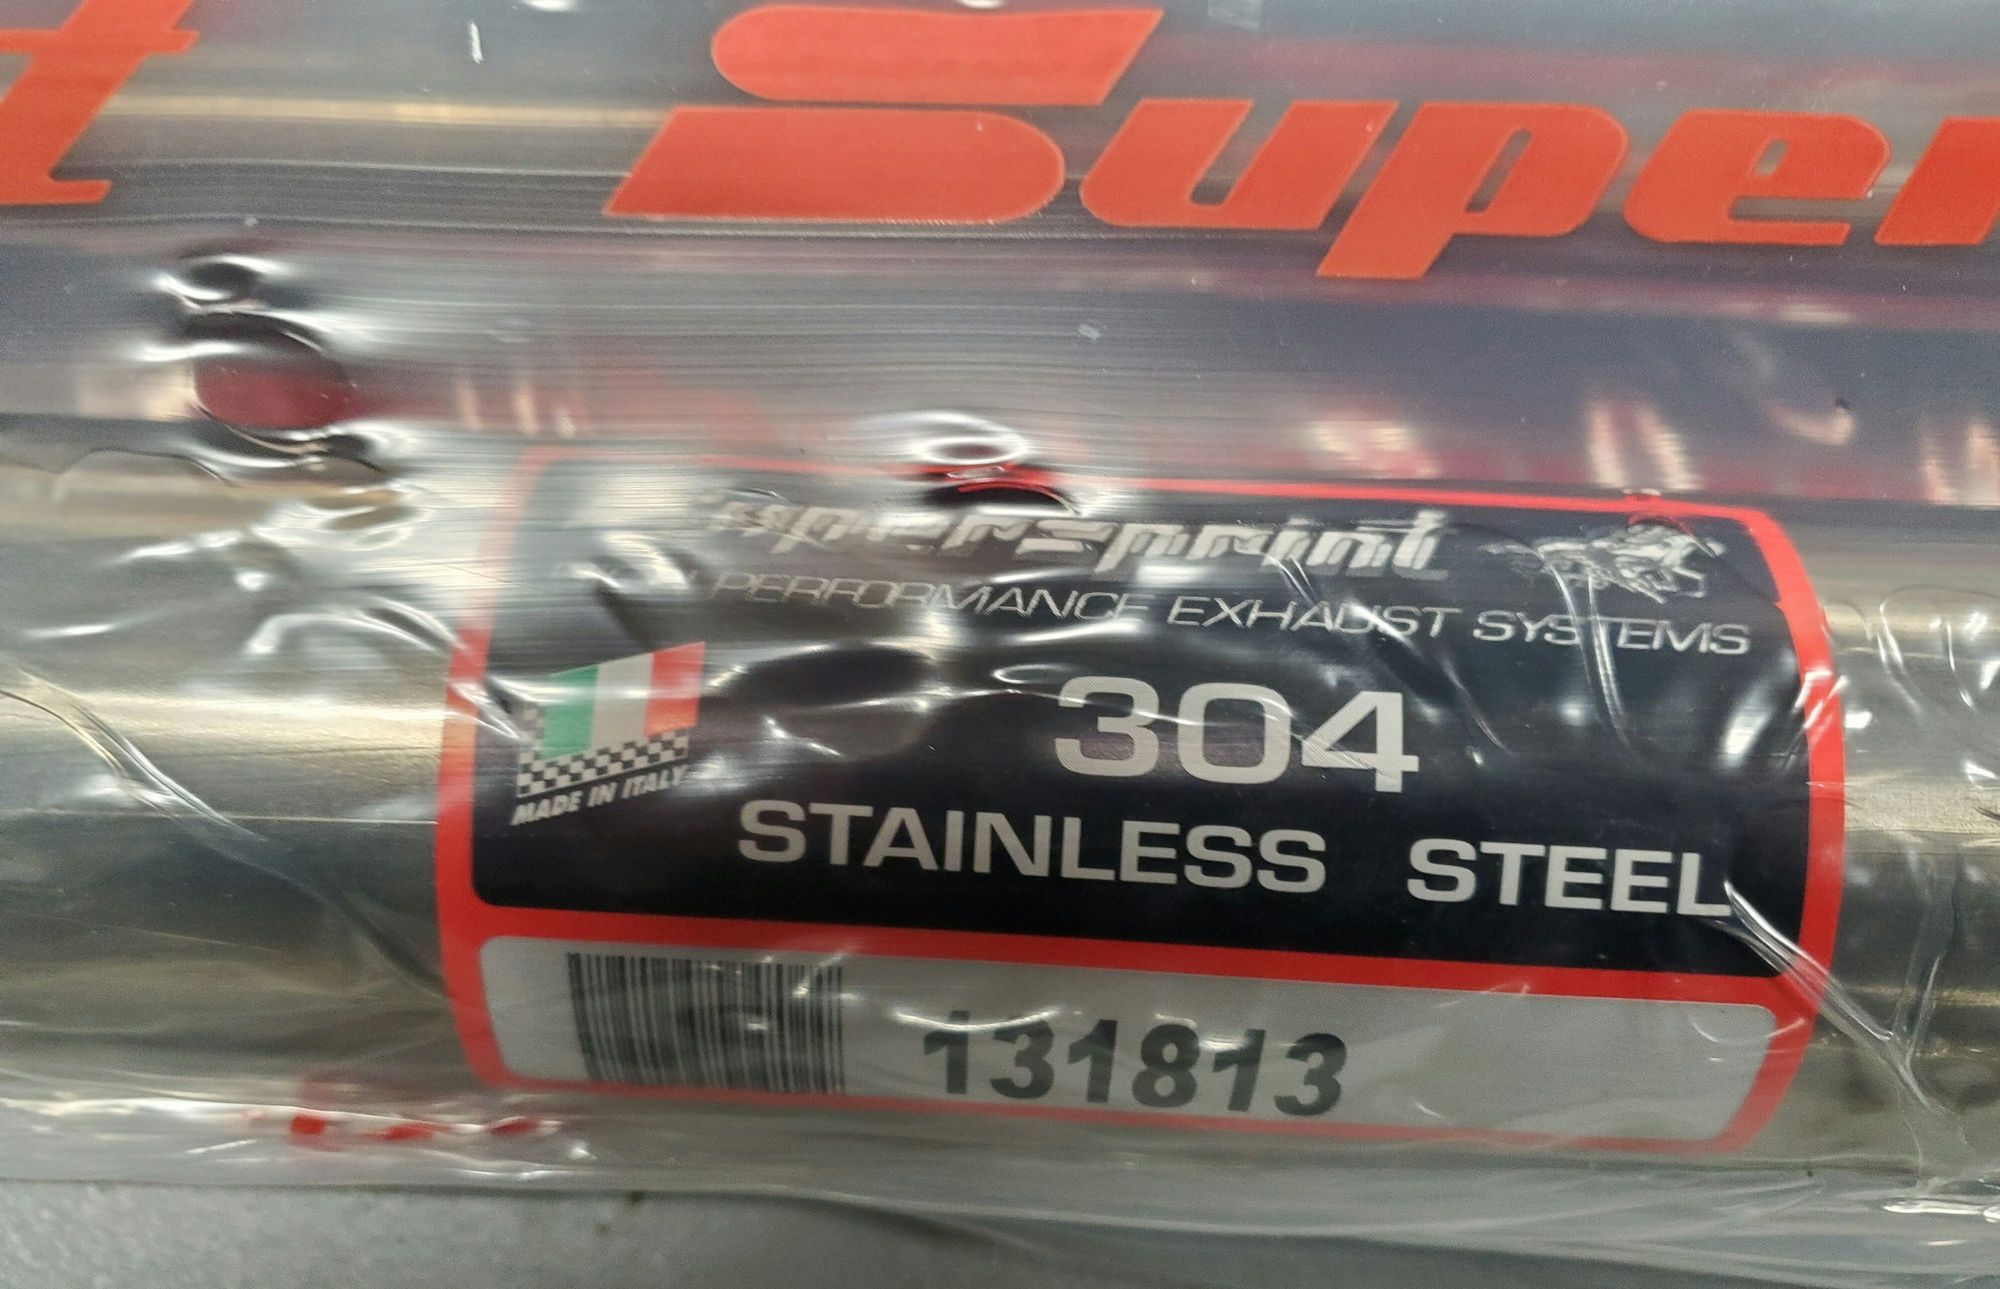 t Super
supersprint
PERFORMANCE EXHAUST SYSTEMS
304
MADE IN ITALY
STAINLESS STEEL
131813